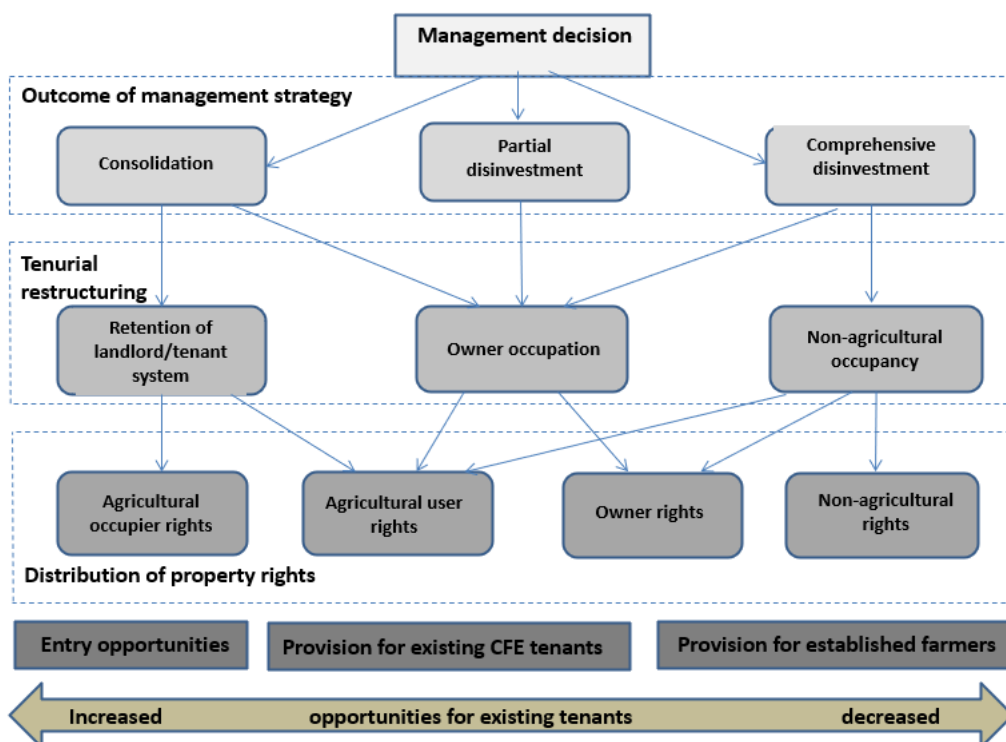 Management decision
Outcome of management strategy
Consolidation
Partial
disinvestment
Comprehensive
disinvestment
Tenurial
restructuring
Retention of
landlord/tenant
system
Owner occupation
Non-agricultural
occupancy
Agricultural
occupier rights
Agricultural user
rights
Owner rights
Non-agricultural
rights
Distribution of property rights
Entry opportunities
Provision for existing CFE tenants
Provision for established farmers
Increased opportunities for existing tenants decreased